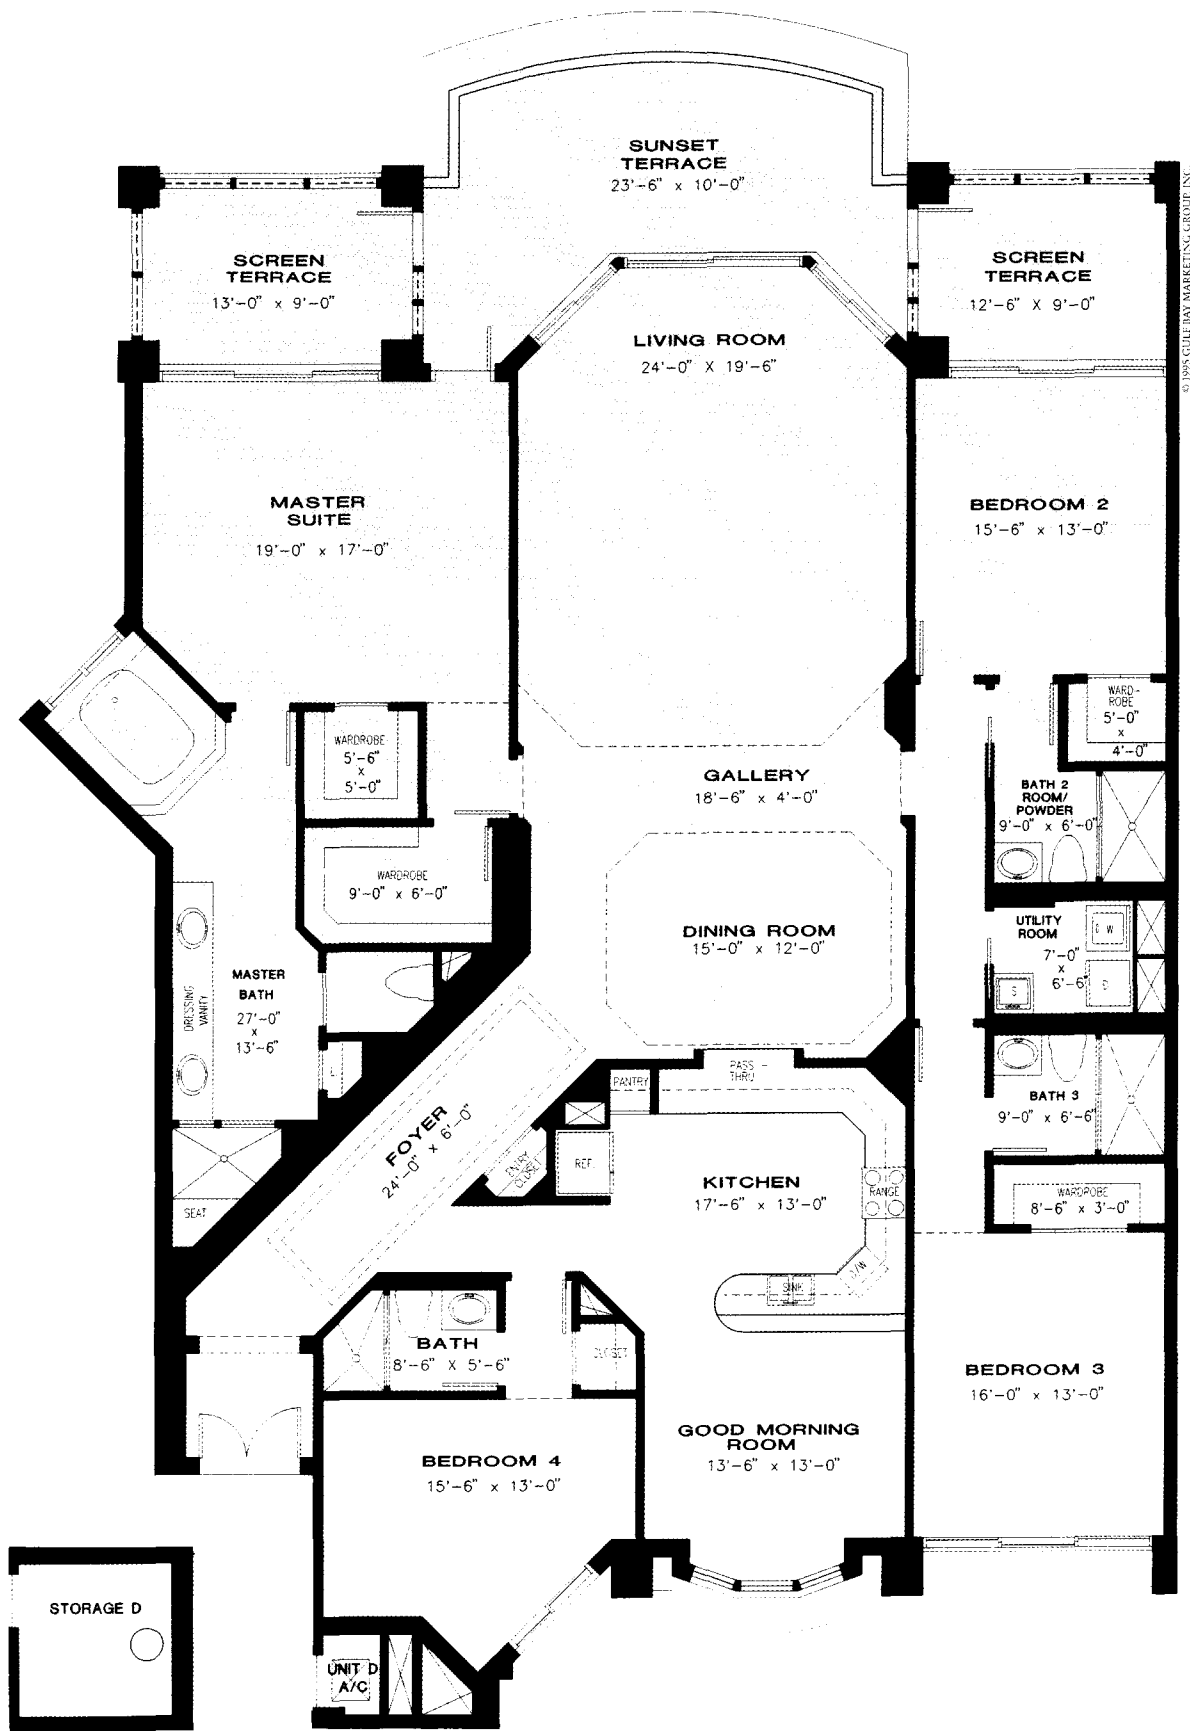 SUNSET
TERRACE
23'-6" x 10'-0"
SCREEN
TERRACE
13'-0" x 9'-0"
SCREEN
TERRACE
12'-6" X 9'-0"
© 1995 GULF BAY MARKETING GROUP, INC.
LIVING ROOM
24'-0" X 19'-6"
MASTER
SUITE
19'-0" x 17'-0"
BEDROOM 2
15'-6" x 13'-0"
WARDROBE
5'-6"
x
5'-0"
WARD-
ROBE
5'-0"
x
4'-0"
GALLERY
18'-6" x 4'-0"
BATH 2
ROOM/
POWDER
9'-0" x 6'-0"
WARDROBE
9'-0" x 6'-0"
DINING ROOM
15'-0" x 12'-0"
UTILITY
ROOM
7'-0"
x
6'-6"
W
S
D
MASTER
BATH
27'-0"
x
13'-6"
DRESSING
VANITY
L
PASS -
THRU
PANTRY
BATH 3
9'-0" x 6'-6"
FOYER
24'-0" x 6'-0"
ENTRY
CLOSET
REF.
KITCHEN
17'-6" x 13'-0"
RANGE
WARDROBE
8'-6" x 3'-0"
SEAT
D/W
SINK
BATH
8'-6" X 5'-6"
CLOSET
BEDROOM 3
16'-0" x 13'-0"
GOOD MORNING
ROOM
13'-6" x 13'-0"
BEDROOM 4
15'-6" x 13'-0"
STORAGE D
UNIT D
A/C